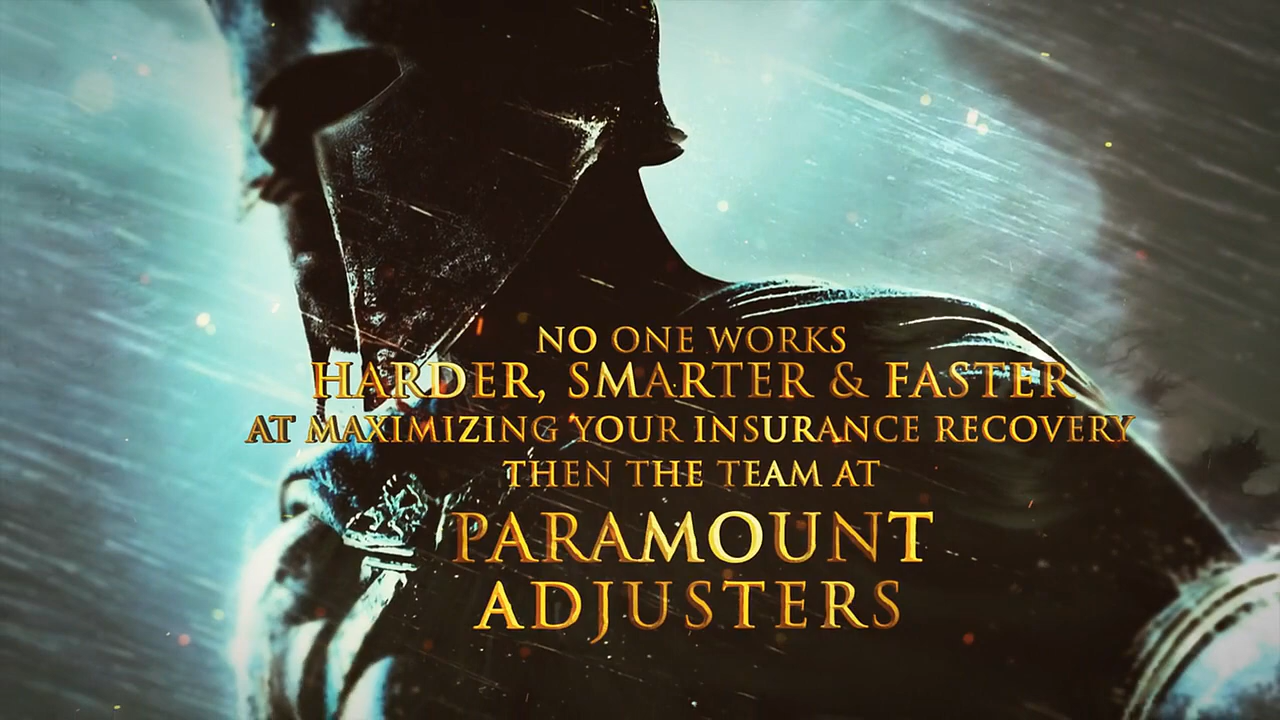 NO ONE WORKS
HARDER, SMARTER & FASTER
AT MAXIMIZING YOUR INSURANCE RECOVERY
THEN THE TEAM AT
PARAMOUNT
ADJUSTERS